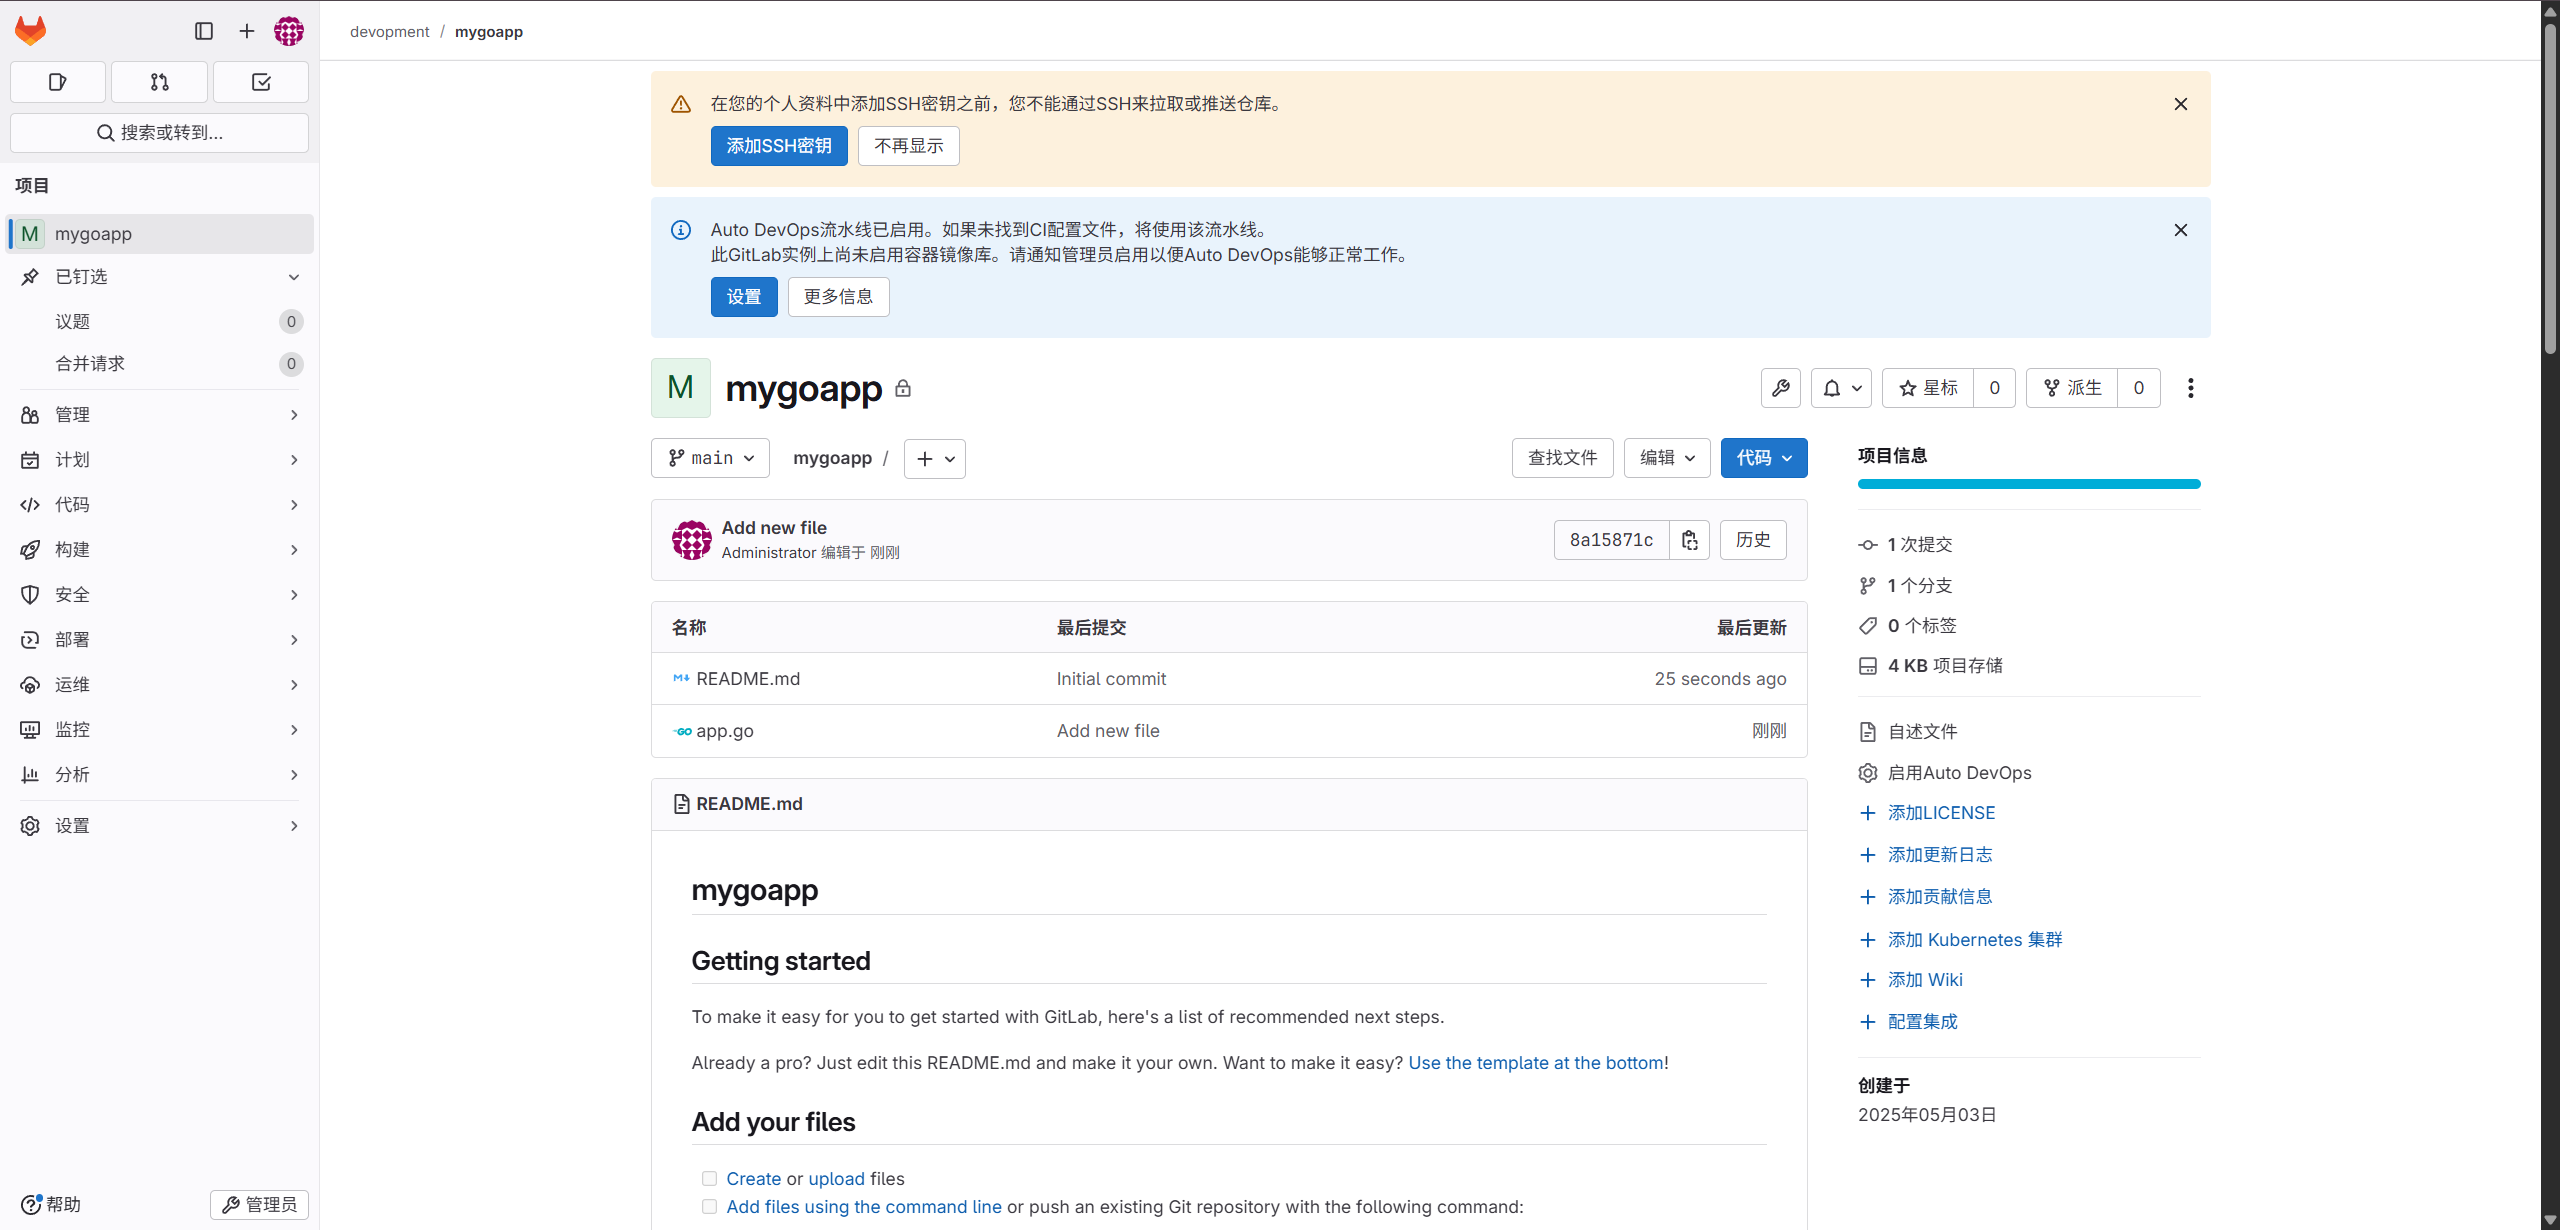 devopment / mygoapp
搜索或转到...
项目
M mygoapp
已钉选
议题 0
合并请求 0
管理
计划
代码
构建
安全
部署
运维
监控
分析
设置
帮助
管理员
在您的个人资料中添加SSH密钥之前，您不能通过SSH来拉取或推送仓库。
添加SSH密钥 不再显示
Auto DevOps流水线已启用。如果未找到CI配置文件，将使用该流水线。
此GitLab实例上尚未启用容器镜像库。请通知管理员启用以便Auto DevOps能够正常工作。
设置 更多信息
M mygoapp
星标 0 派生 0
main mygoapp / 查找文件 编辑 代码
Add new file
Administrator 编辑于 刚刚
8a15871c 历史
名称 最后提交 最后更新
README.md Initial commit 25 seconds ago
GO app.go Add new file 刚刚
README.md
mygoapp
Getting started
To make it easy for you to get started with GitLab, here's a list of recommended next steps.
Already a pro? Just edit this README.md and make it your own. Want to make it easy? Use the template at the bottom!
Add your files
Create or upload files
Add files using the command line or push an existing Git repository with the following command:
项目信息
1 次提交
1 个分支
0 个标签
4 KB 项目存储
自述文件
启用Auto DevOps
添加LICENSE
添加更新日志
添加贡献信息
添加 Kubernetes 集群
添加 Wiki
配置集成
创建于
2025年05月03日